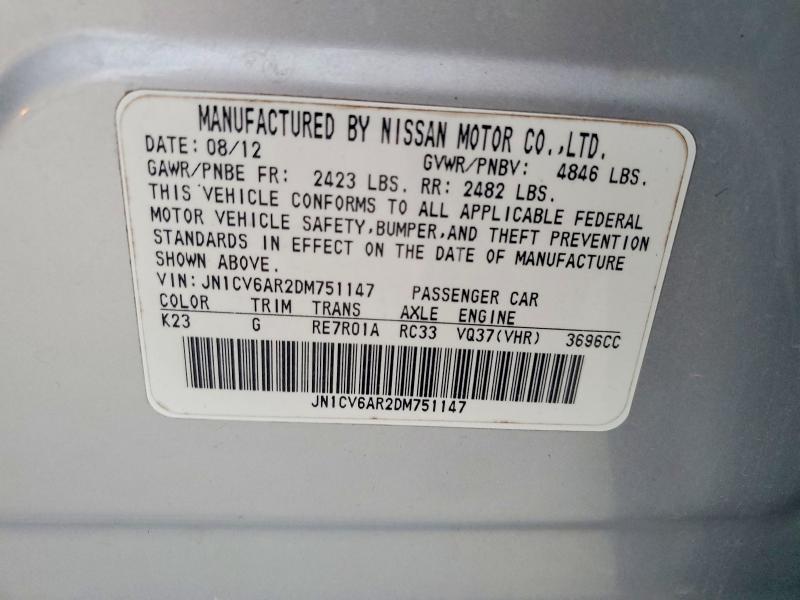 MANUFACTURED BY NISSAN MOTOR CO.,LTD.
DATE: 08/12 GVWR/PNBV: 4846 LBS.
GAWR/PNBE FR: 2423 LBS. RR: 2482 LBS.
THIS VEHICLE CONFORMS TO ALL APPLICABLE FEDERAL
MOTOR VEHICLE SAFETY,BUMPER,AND THEFT PREVENTION
STANDARDS IN EFFECT ON THE DATE OF MANUFACTURE
SHOWN ABOVE.
VIN: JN1CV6AR2DM751147 PASSENGER CAR
COLOR TRIM TRANS AXLE ENGINE
K23 G RE7R01A RC33 VQ37(VHR) 3696CC
JN1CV6AR2DM751147